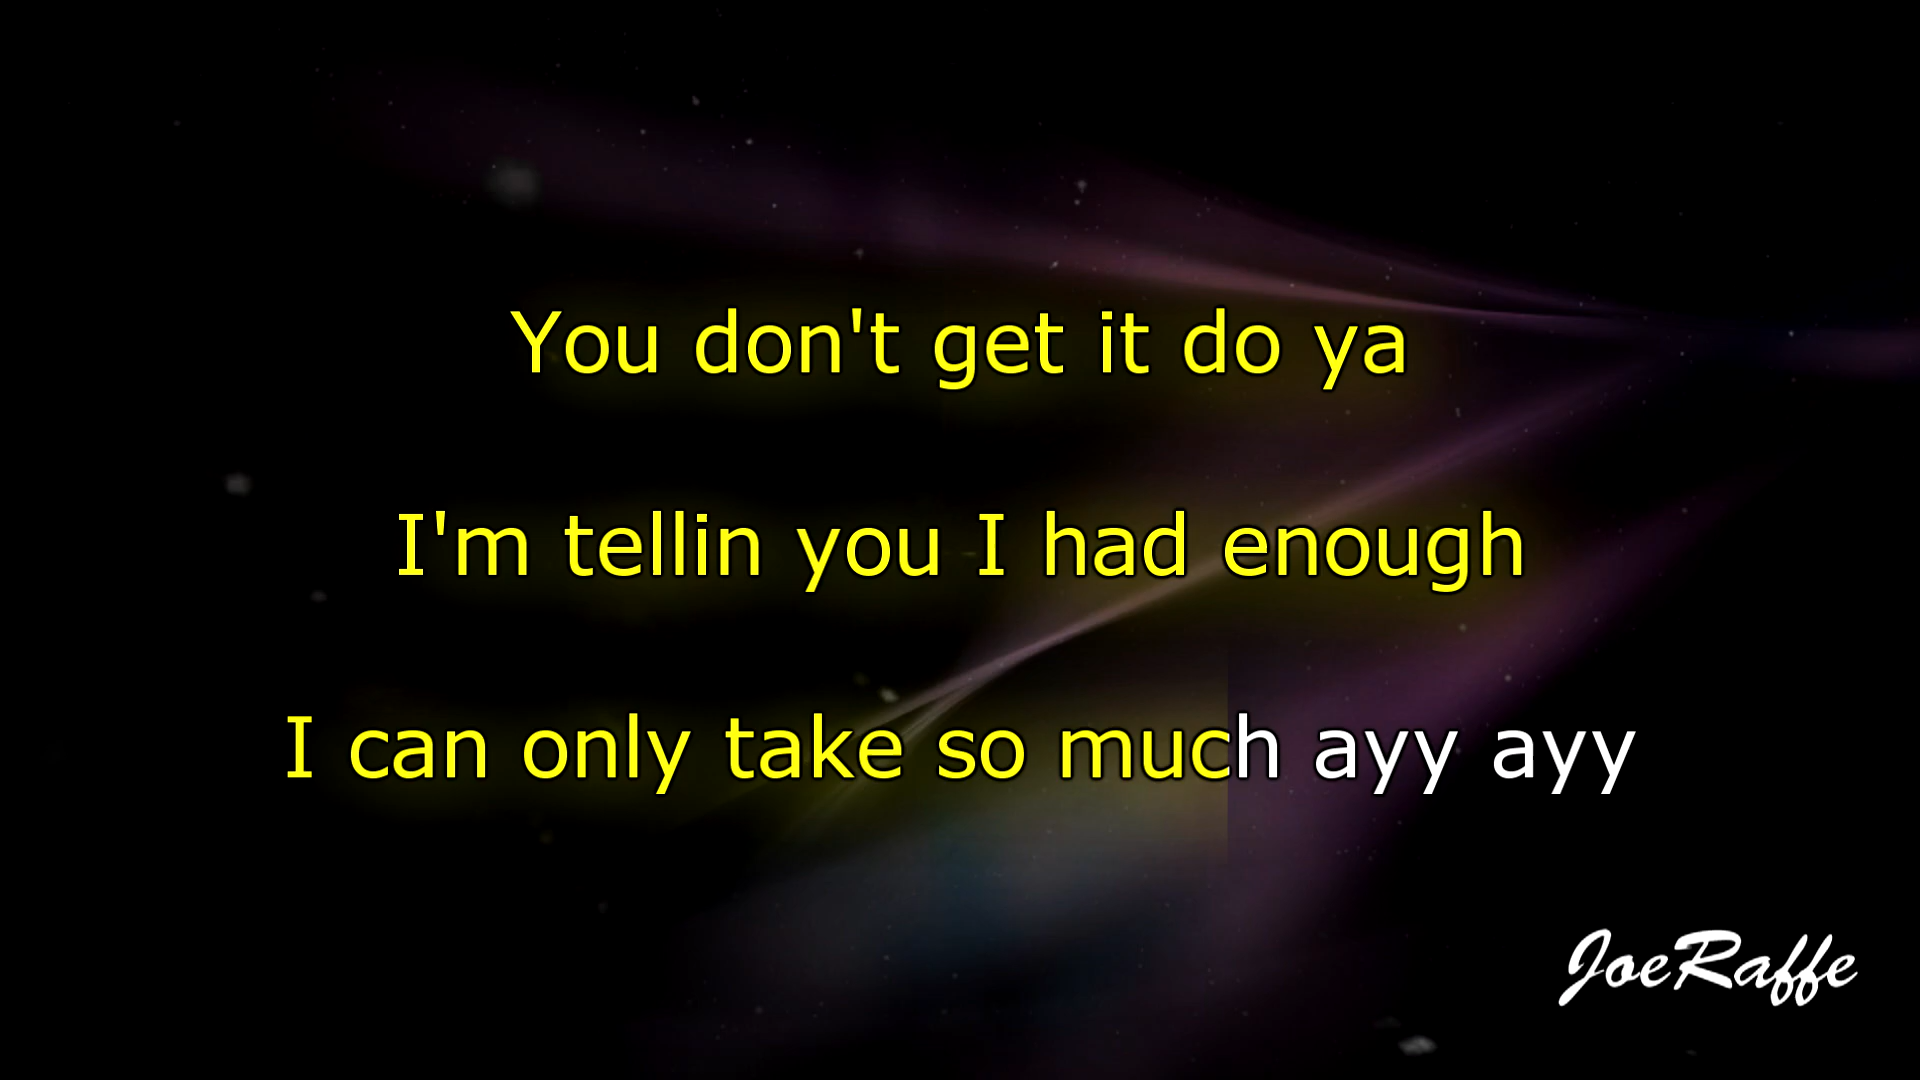 You don't get it do ya
I'm tellin you I had enough
I can only take so much ayy ayy
JoeRaffe